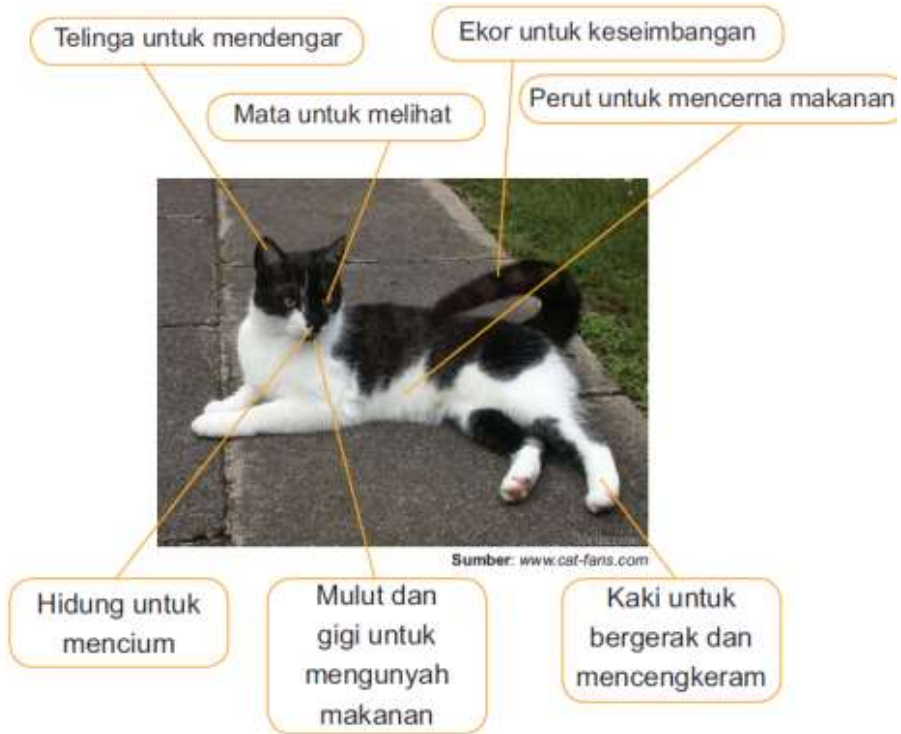 Telinga untuk mendengar
Ekor untuk keseimbangan
Mata untuk melihat
Perut untuk mencerna makanan
Sumber: www.cat-fans.com
Hidung untuk
mencium
Mulut dan
gigi untuk
mengunyah
makanan
Kaki untuk
bergerak dan
mencengkeram